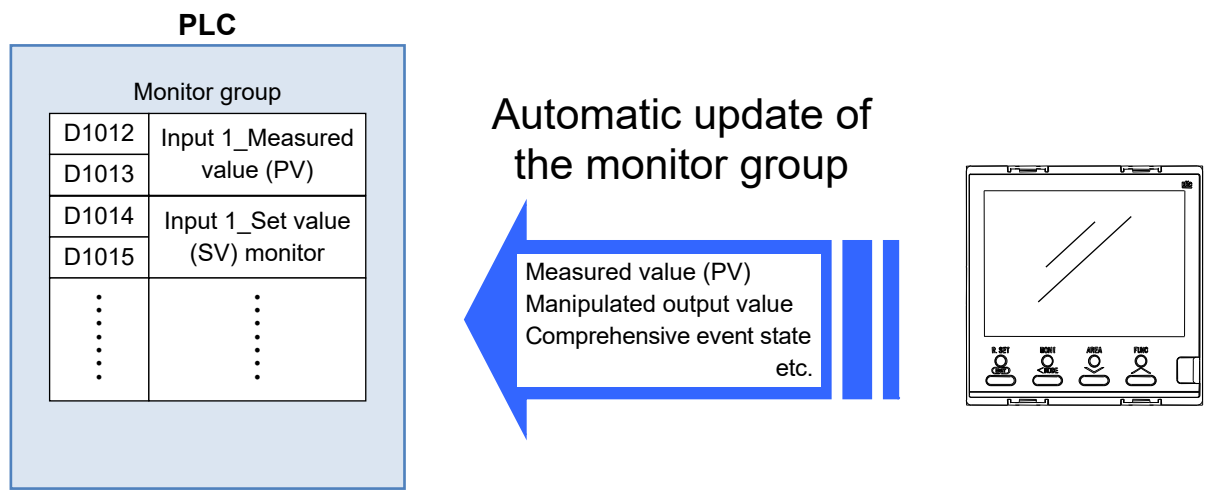 PLC
Monitor group
D1012
Input 1_Measured
value (PV)
D1013
D1014
Input 1_Set value
(SV) monitor
D1015
Automatic update of
the monitor group
Measured value (PV)
Manipulated output value
Comprehensive event state
etc.
R. SET
MONI
AREA
FUNC